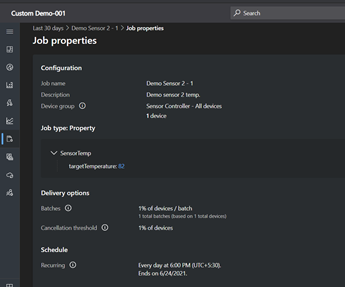 Custom Demo-001
Search
Last 30 days > Demo Sensor 2 - 1 > Job properties
Job properties
Configuration
Job name Demo Sensor 2 - 1
Description Demo sensor 2 temp.
Device group Sensor Controller - All devices
1 device
Job type: Property
SensorTemp
targetTemperature: 82
Delivery options
Batches 1% of devices / batch
1 total batches (based on 1 total devices)
Cancellation threshold 1% of devices
Schedule
Recurring Every day at 6:00 PM (UTC+5:30).
Ends on 6/24/2021.